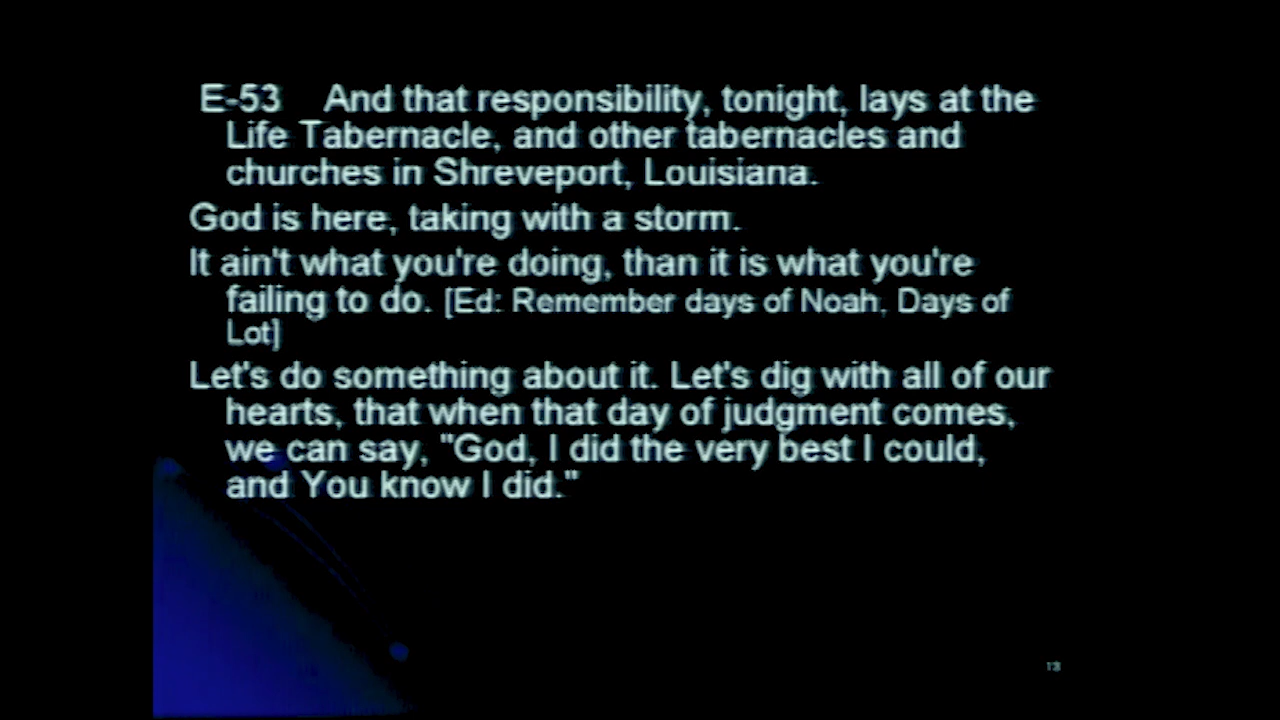 E-53 And that responsibility, tonight, lays at the
Life Tabernacle, and other tabernacles and
churches in Shreveport, Louisiana.
God is here, taking with a storm.
It ain't what you're doing, than it is what you're
failing to do. [Ed: Remember days of Noah, Days of
Lot]
Let's do something about it. Let's dig with all of our
hearts, that when that day of judgment comes,
we can say, "God, I did the very best I could,
and You know I did."